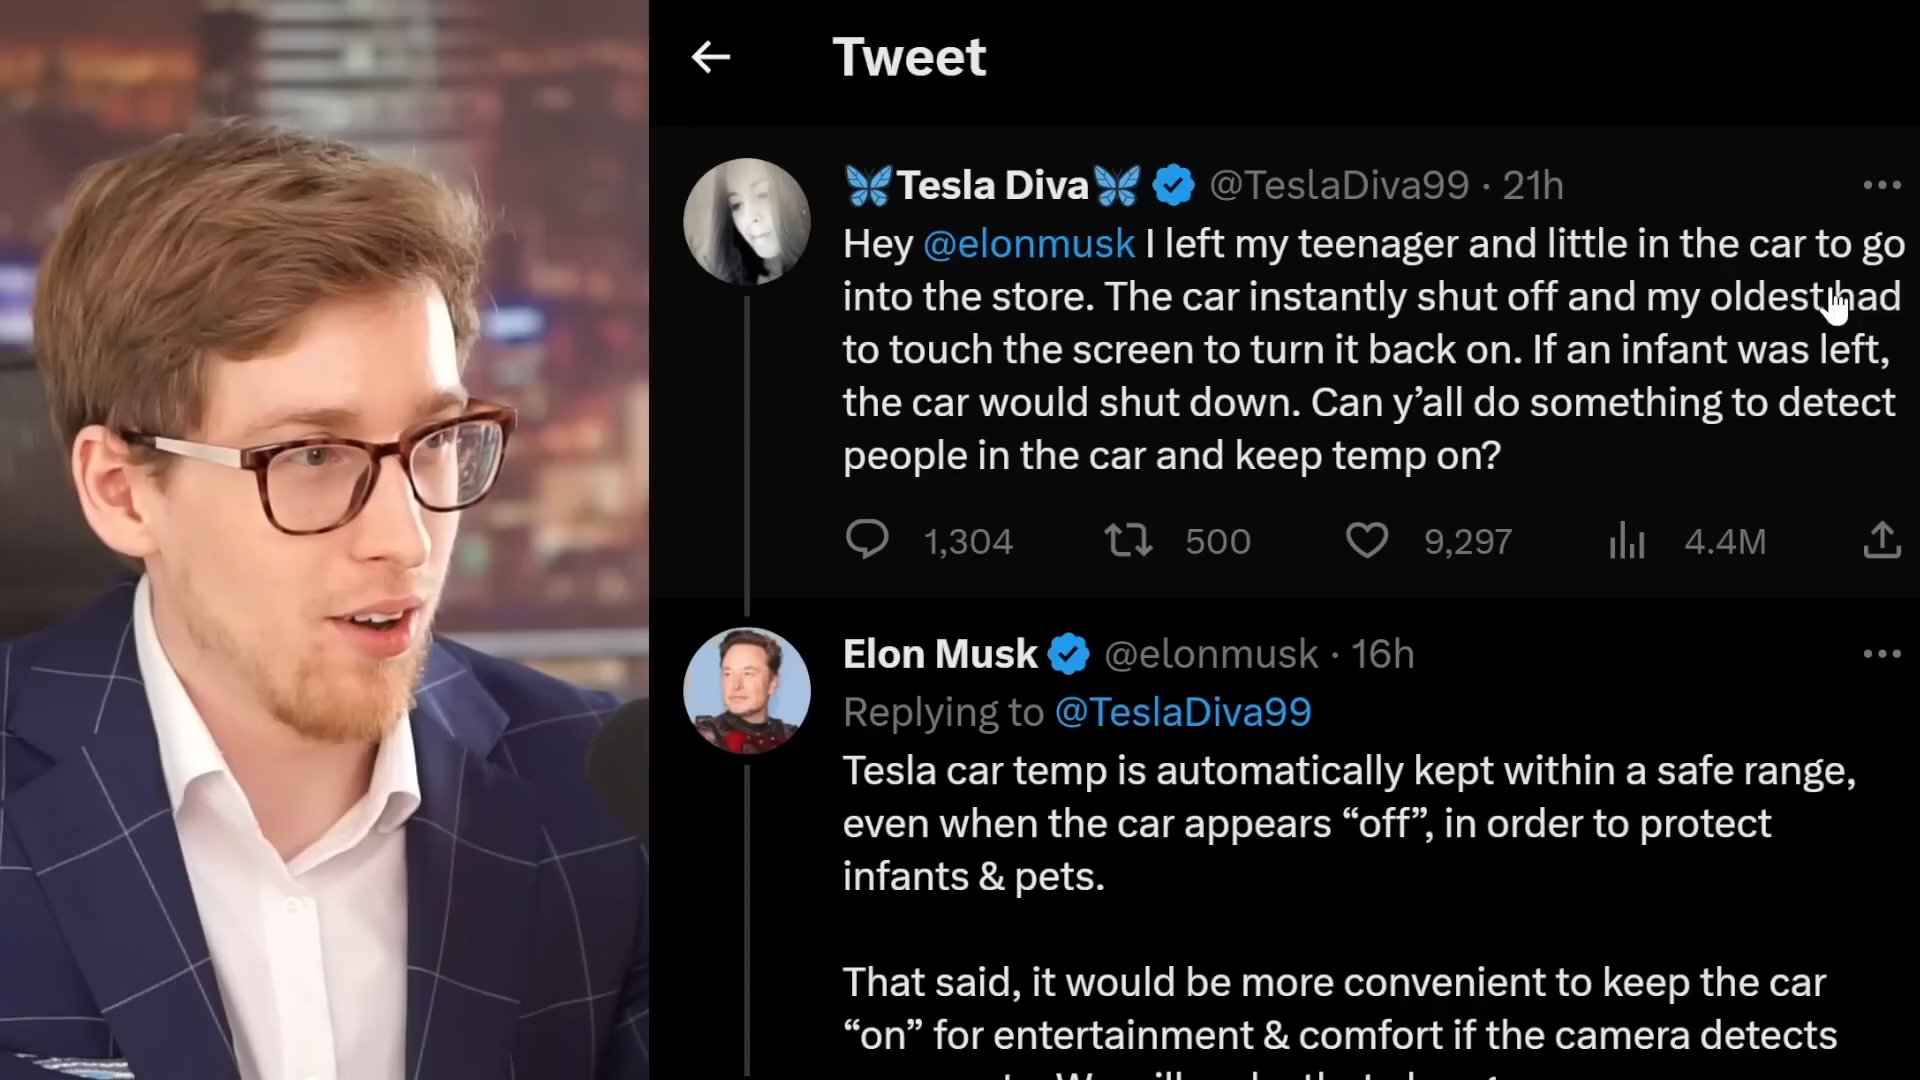 Tweet
Tesla Diva @TeslaDiva99 · 21h
Hey @elonmusk I left my teenager and little in the car to go
into the store. The car instantly shut off and my oldest had
to touch the screen to turn it back on. If an infant was left,
the car would shut down. Can y’all do something to detect
people in the car and keep temp on?
1,304 500 9,297 4.4M
Elon Musk @elonmusk · 16h
Replying to @TeslaDiva99
Tesla car temp is automatically kept within a safe range,
even when the car appears “off”, in order to protect
infants & pets.
That said, it would be more convenient to keep the car
“on” for entertainment & comfort if the camera detects